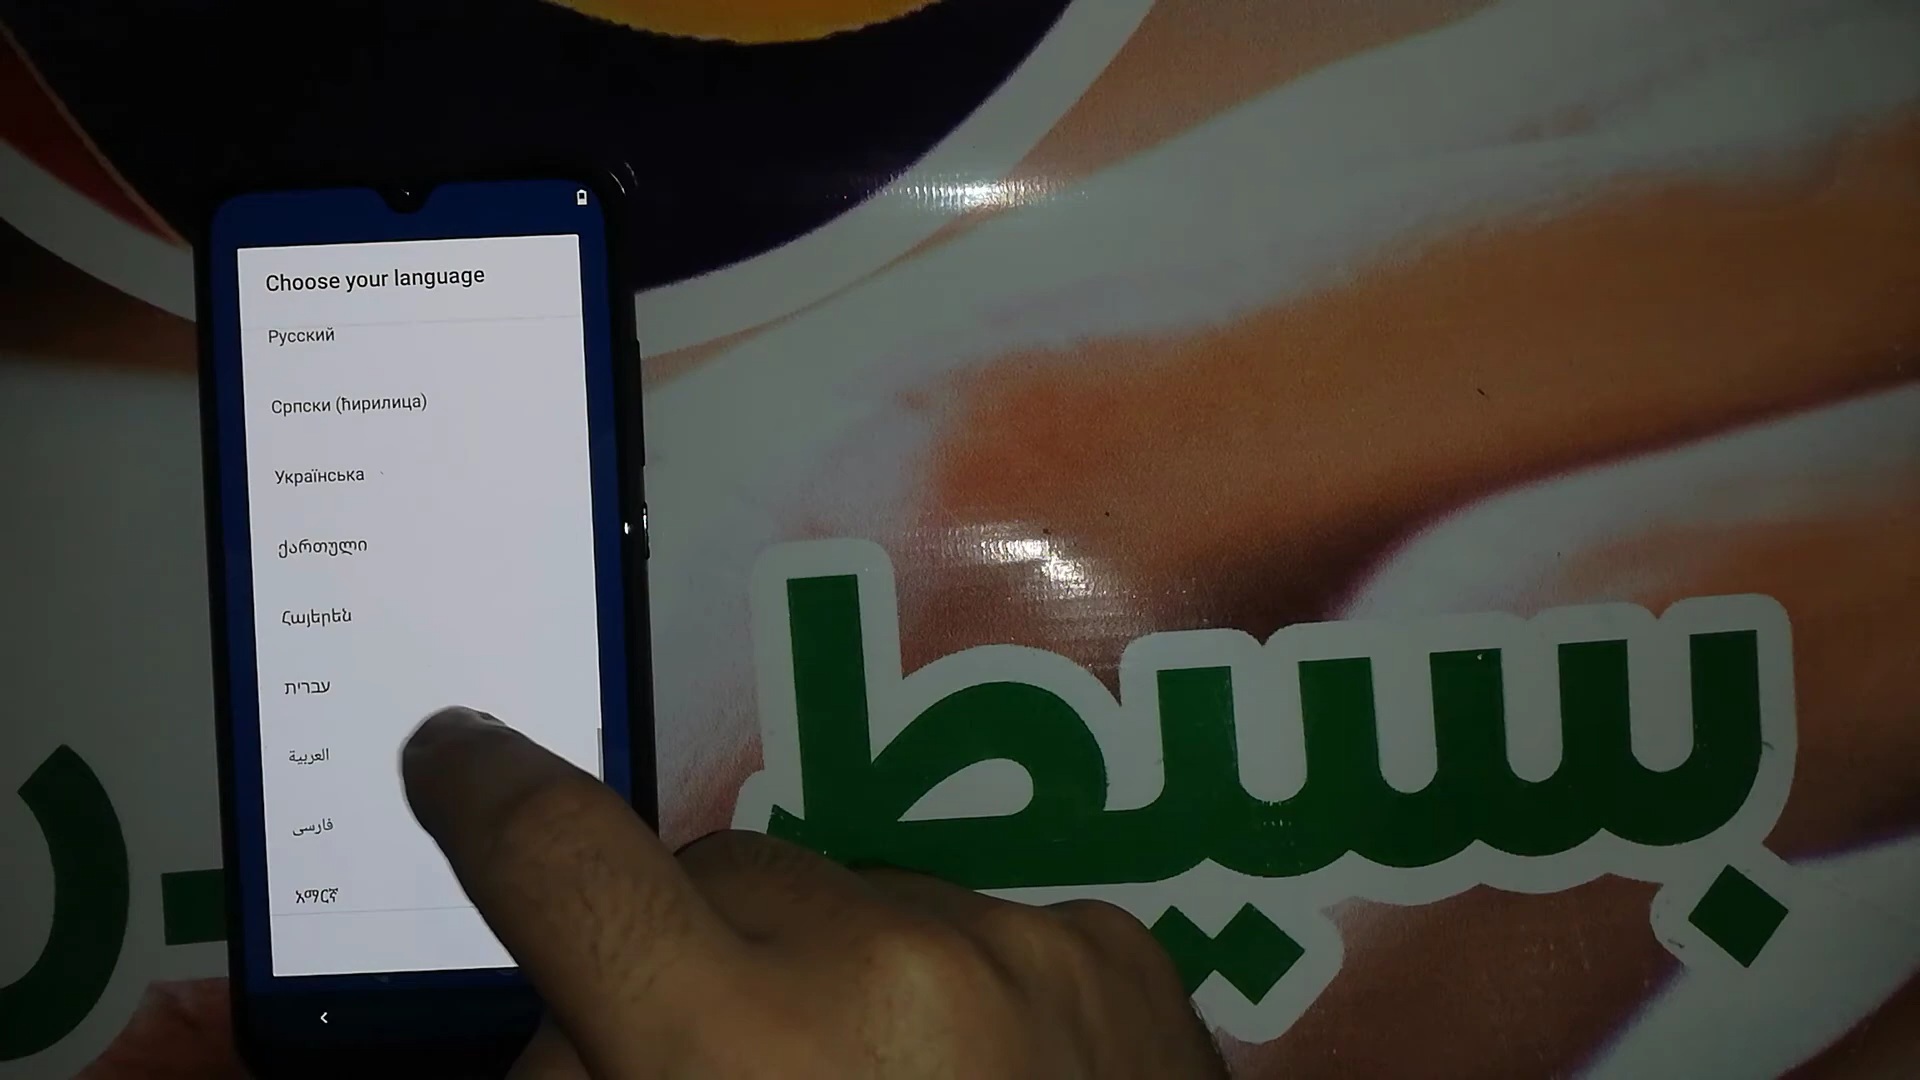 Choose your language
Русский
Српски (ћирилица)
Українська
ქართული
Հայերեն
עברית
العربية
فارسی
አማርኛ
بسيط